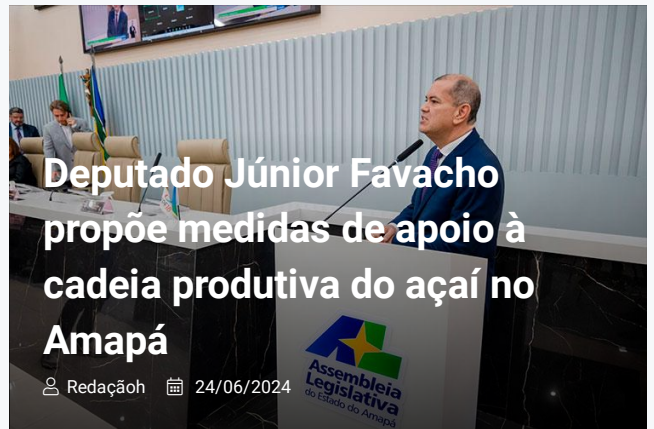 Deputado Júnior Favacho
propõe medidas de apoio à
cadeia produtiva do açaí no
Amapá
Redaçãoh 24/06/2024
Assembleia
Legislativa
do Estado do Amapá